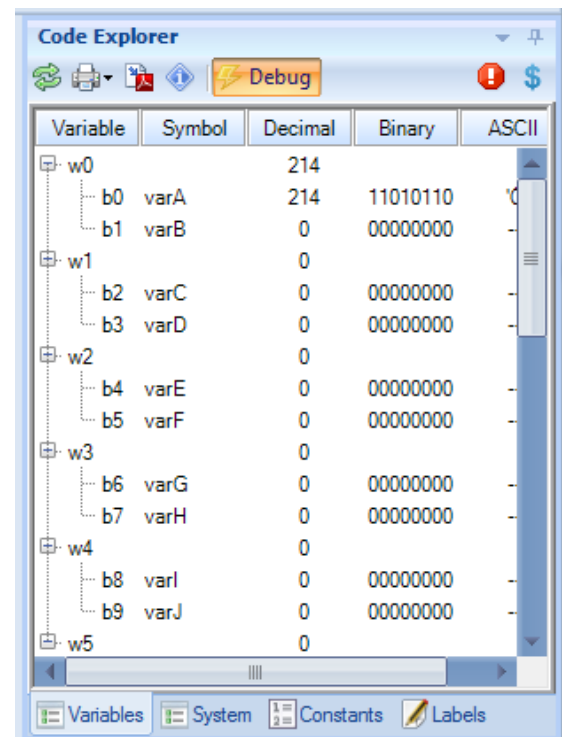 Code Explorer
Debug
Variable Symbol Decimal Binary ASCII
w0 214
b0 varA 214 11010110
b1 varB 0 00000000 --
w1 0
b2 varC 0 00000000 --
b3 varD 0 00000000 --
w2 0
b4 varE 0 00000000 --
b5 varF 0 00000000 --
w3 0
b6 varG 0 00000000 --
b7 varH 0 00000000 --
w4 0
b8 varI 0 00000000 --
b9 varJ 0 00000000 --
w5 0
Variables System Constants Labels